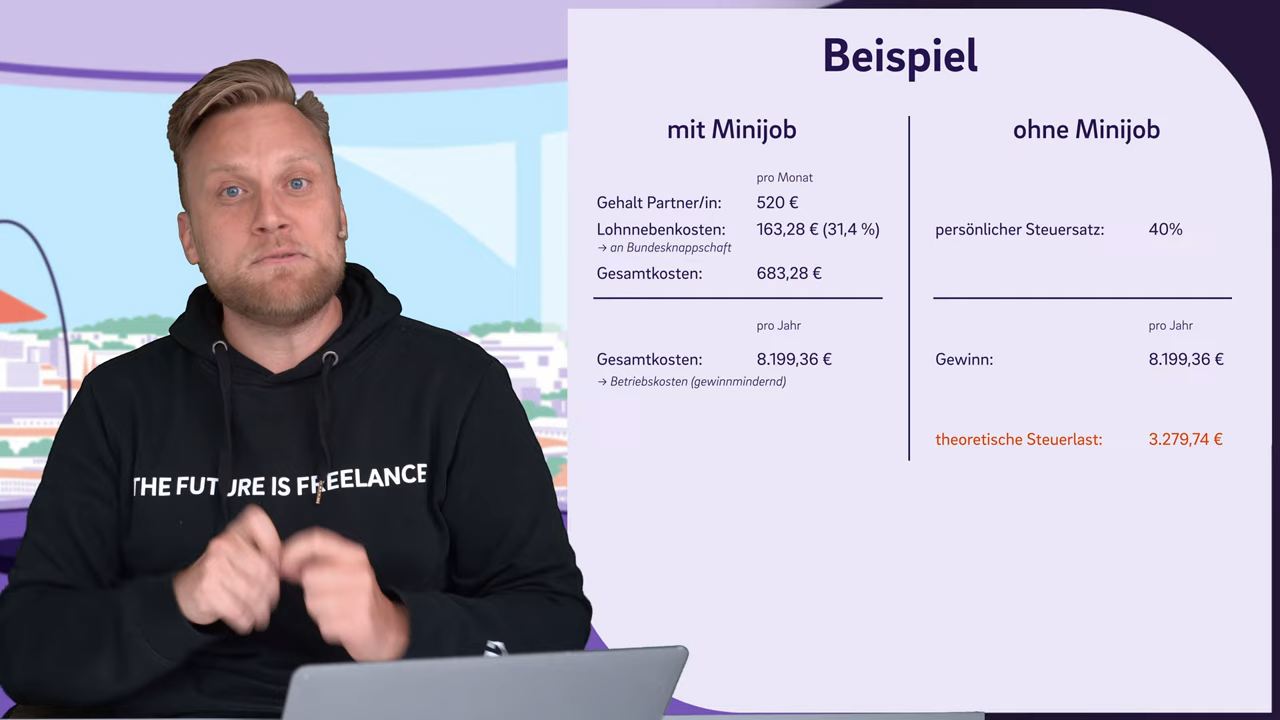 Beispiel
mit Minijob
pro Monat
Gehalt Partner/in: 520 €
Lohnnebenkosten: 163,28 € (31,4 %)
→ an Bundesknappschaft
Gesamtkosten: 683,28 €
pro Jahr
Gesamtkosten: 8.199,36 €
→ Betriebskosten (gewinnmindernd)
ohne Minijob
persönlicher Steuersatz: 40%
pro Jahr
Gewinn: 8.199,36 €
theoretische Steuerlast: 3.279,74 €
THE FUTURE IS FREELANCE